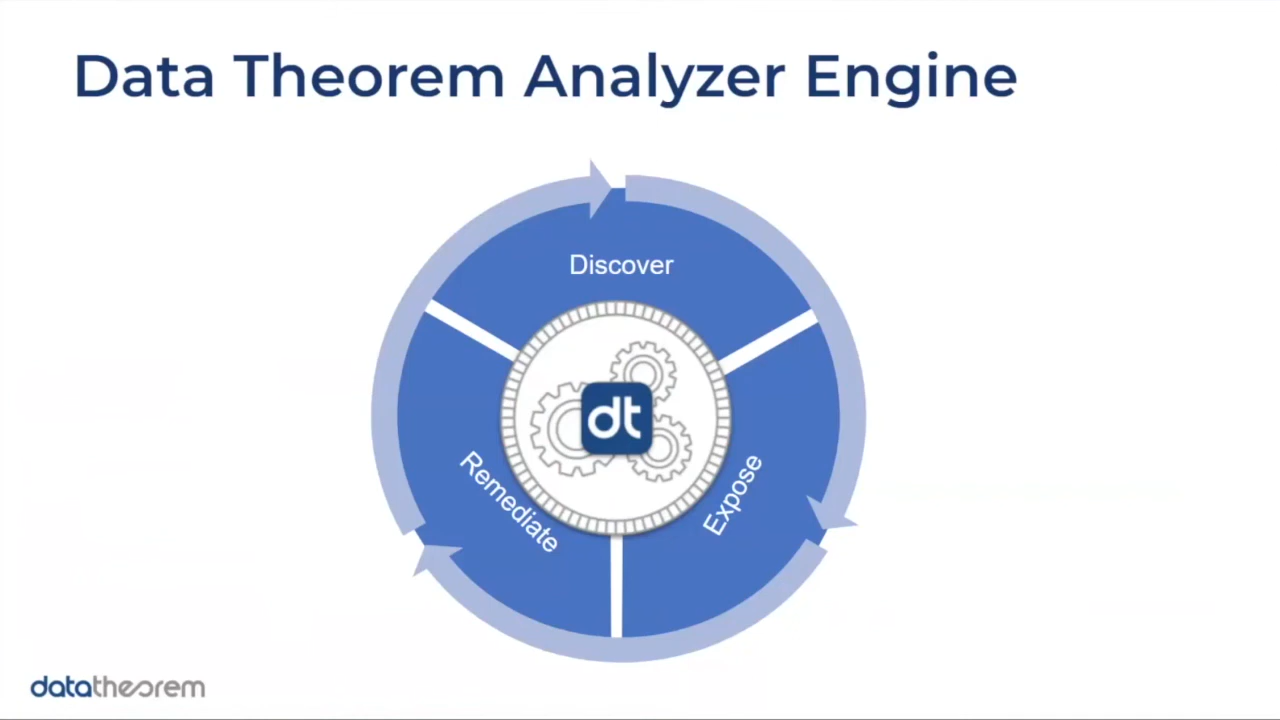 Data Theorem Analyzer Engine
Discover
dt
Remediate
Expose
datatheorem